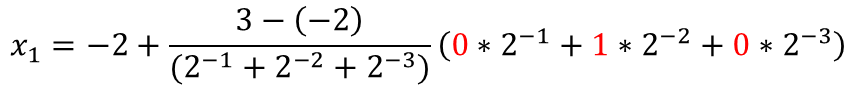 x₁ = −2 + \frac{3 − (−2)}{(2⁻¹ + 2⁻² + 2⁻³)} (0 ∗ 2⁻¹ + 1 ∗ 2⁻² + 0 ∗ 2⁻³)